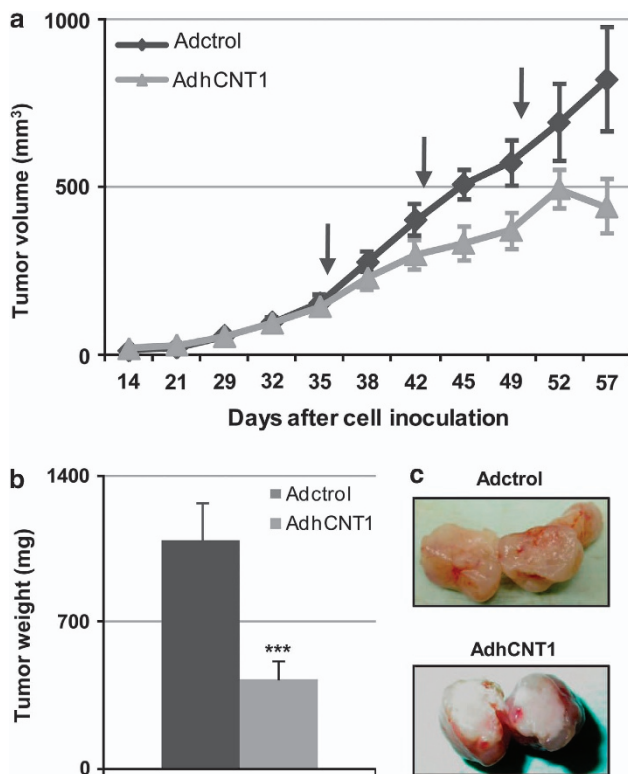 a
1000
Adctrol
AdhCNT1
Tumor volume (mm³)
500
0
14 21 29 32 35 38 42 45 49 52 57
Days after cell inoculation
b
1400
Adctrol
AdhCNT1
Tumor weight (mg)
700
***
0
c
Adctrol
AdhCNT1